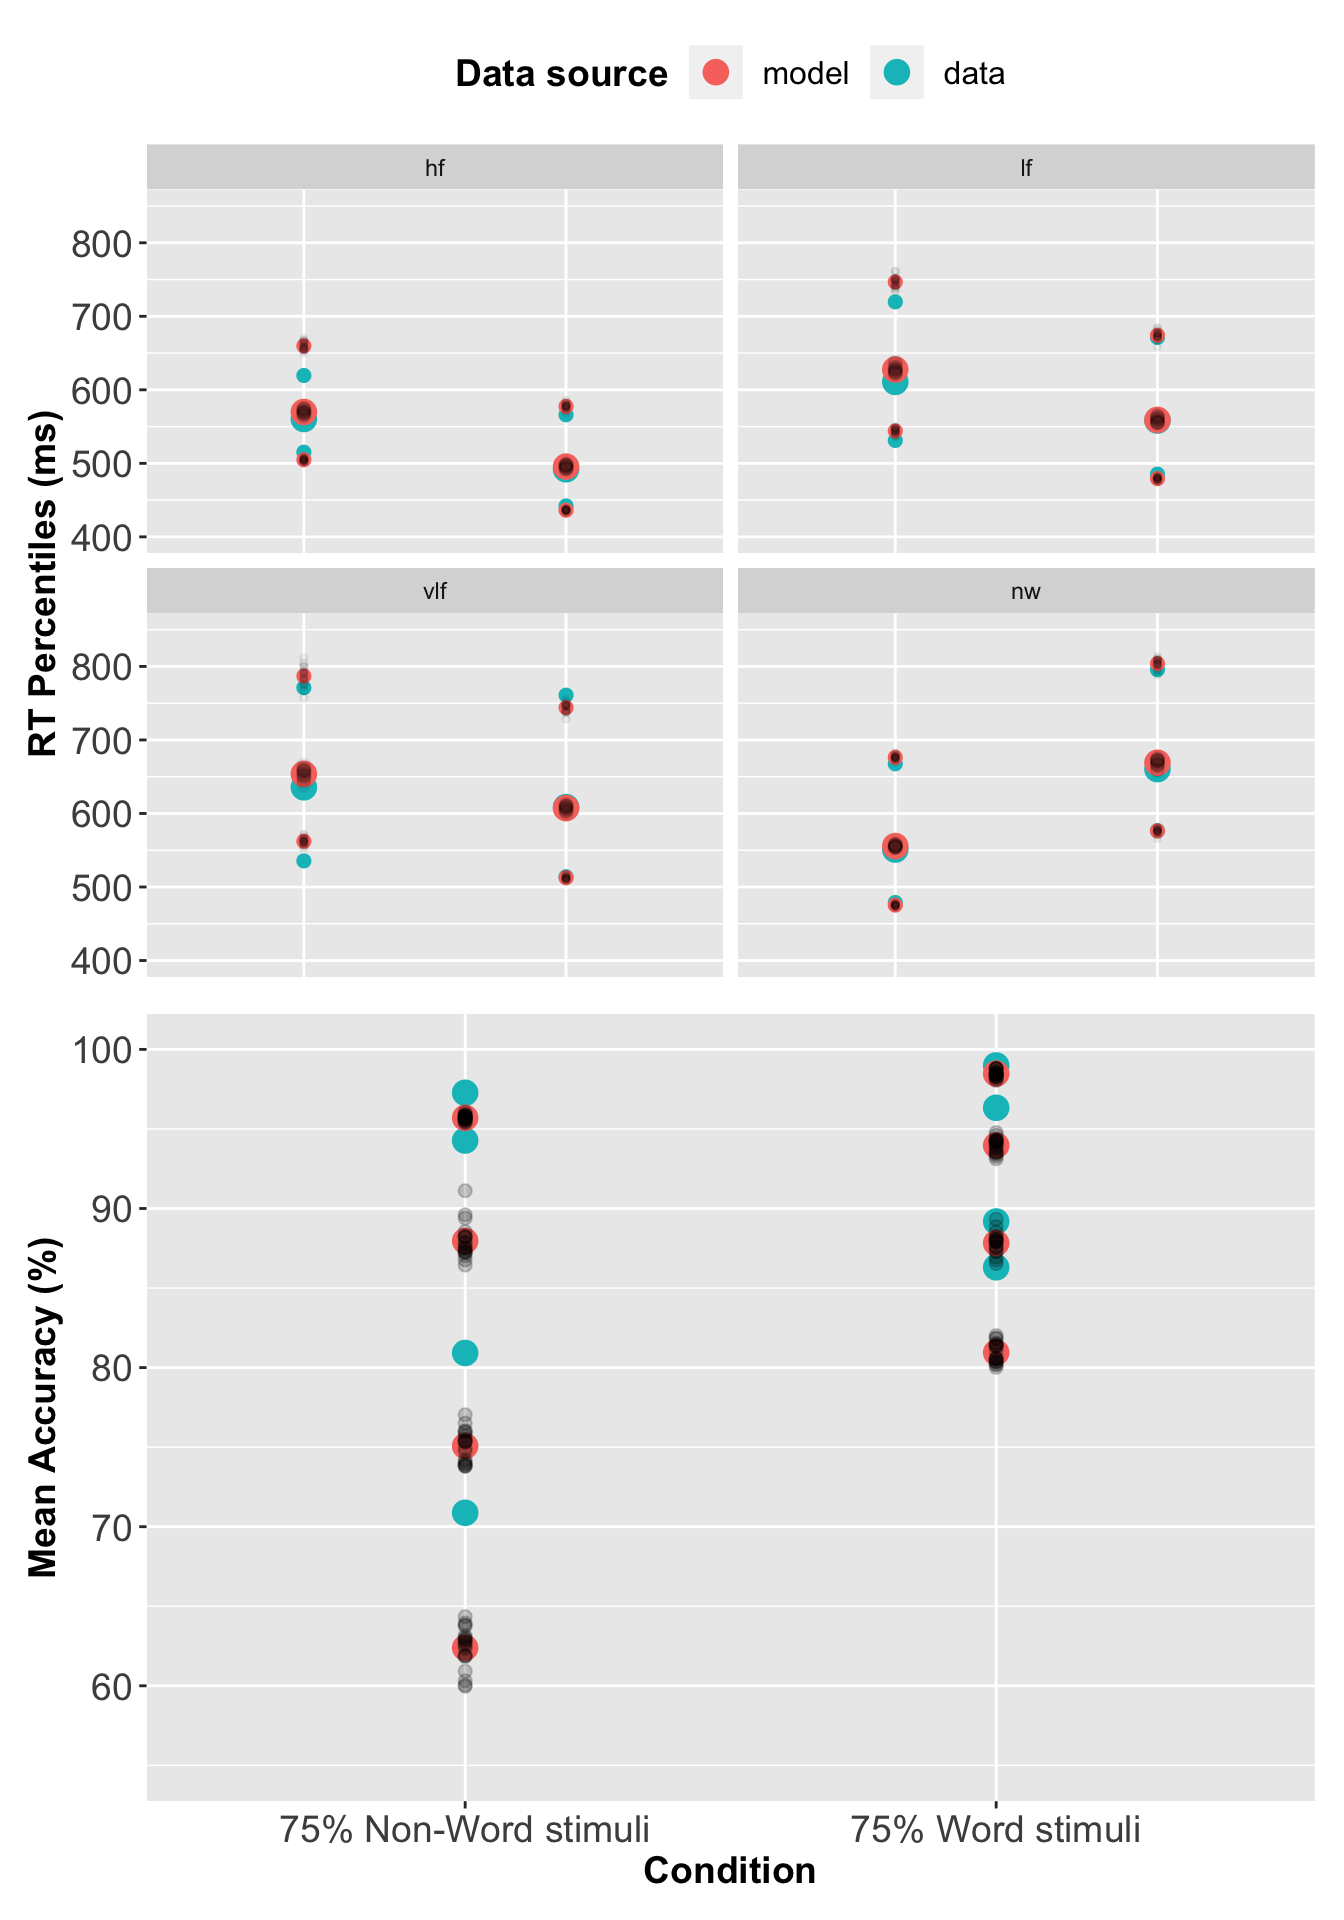 Data source model data
hf lf
800
700
600
500
400
vlf nw
800
700
600
500
400
RT Percentiles (ms)
100
90
80
70
60
Mean Accuracy (%)
75% Non-Word stimuli 75% Word stimuli
Condition